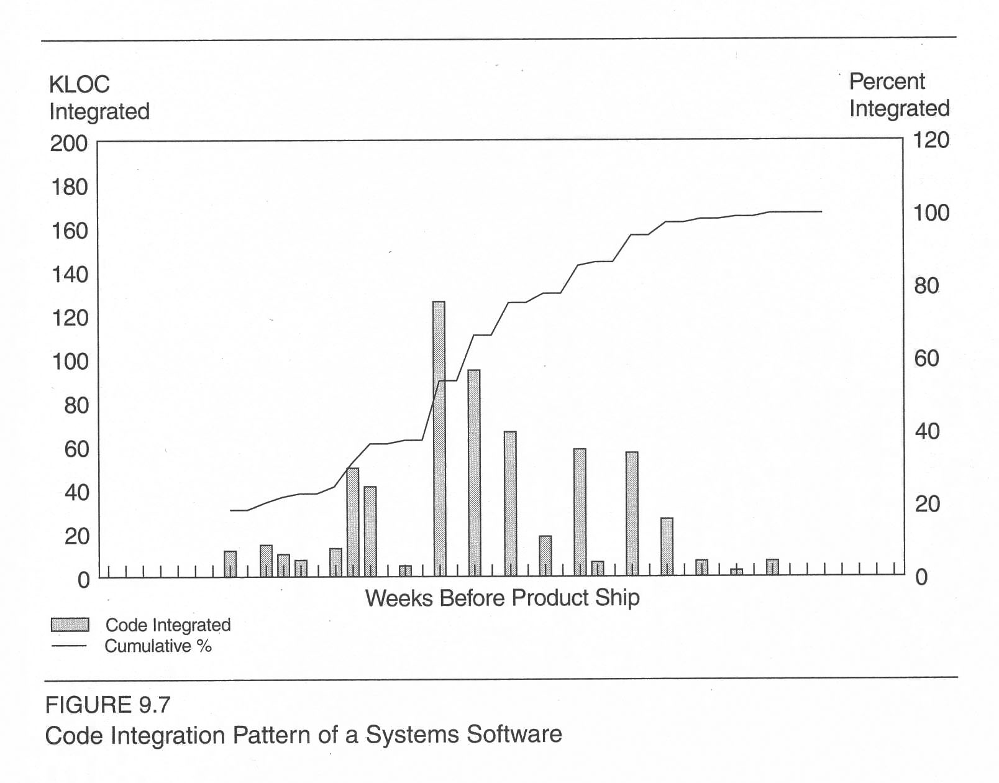 KLOC
Integrated
Percent
Integrated
200
180
160
140
120
100
80
60
40
20
0
120
100
80
60
40
20
0
Weeks Before Product Ship
Code Integrated
Cumulative %
FIGURE 9.7
Code Integration Pattern of a Systems Software